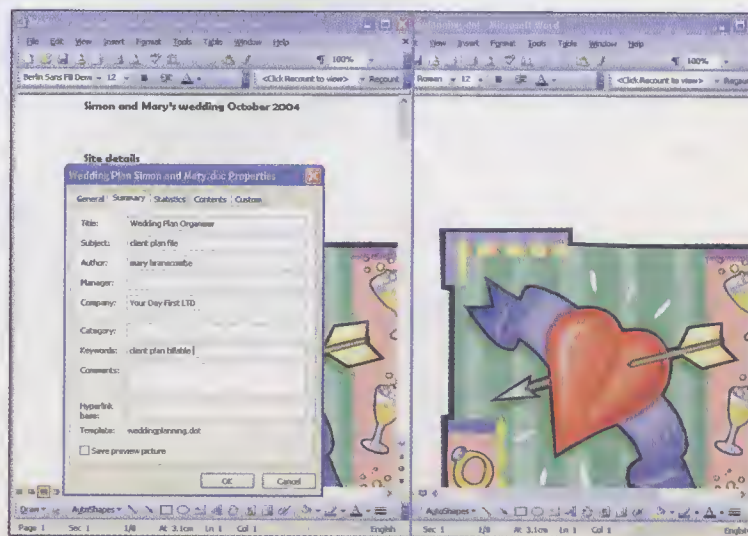 File Edit View Insert Format Tools Table Window Help
100%
Berlin Sans FB Demi 12 B <Click Recount to view> Recount
Simon and Mary's wedding October 2004
Site details
Wedding Plan Simon and Mary.doc Properties
General Summary Statistics Contents Custom
Title: Wedding Plan Organiser
Subject: client plan file
Author: mary branscombe
Manager:
Company: Your Day First LTD
Category:
Keywords: client plan billable
Comments:
Hyperlink base:
Template: weddingplanning.dot
Save preview picture
OK Cancel
Draw AutoShapes
Page 1 Sec 1 1/8 At 3.1cm Ln 1 Col 1 English
Microsoft Word
View Insert Format Tools Table Window Help
100%
Roman 12 B <Click Recount to view>
AutoShapes
Sec 1 1/8 At 3.1cm Ln 1 Col 1